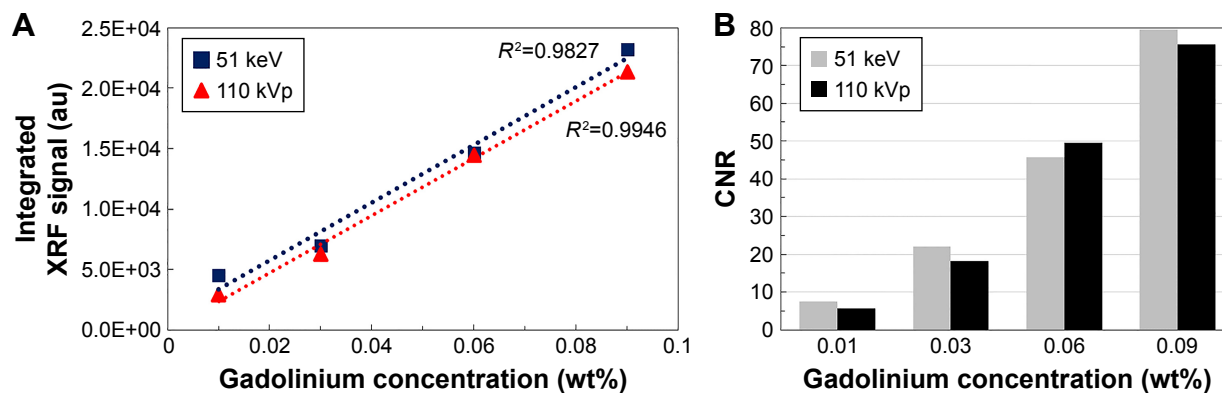 A
Integrated
XRF signal (au)
2.5E+04
2.0E+04
1.5E+04
1.0E+04
5.0E+03
0.0E+00
51 keV
110 kVp
R²=0.9827
R²=0.9946
0 0.02 0.04 0.06 0.08 0.1
Gadolinium concentration (wt%)
B
CNR
80
70
60
50
40
30
20
10
0
51 keV
110 kVp
0.01 0.03 0.06 0.09
Gadolinium concentration (wt%)